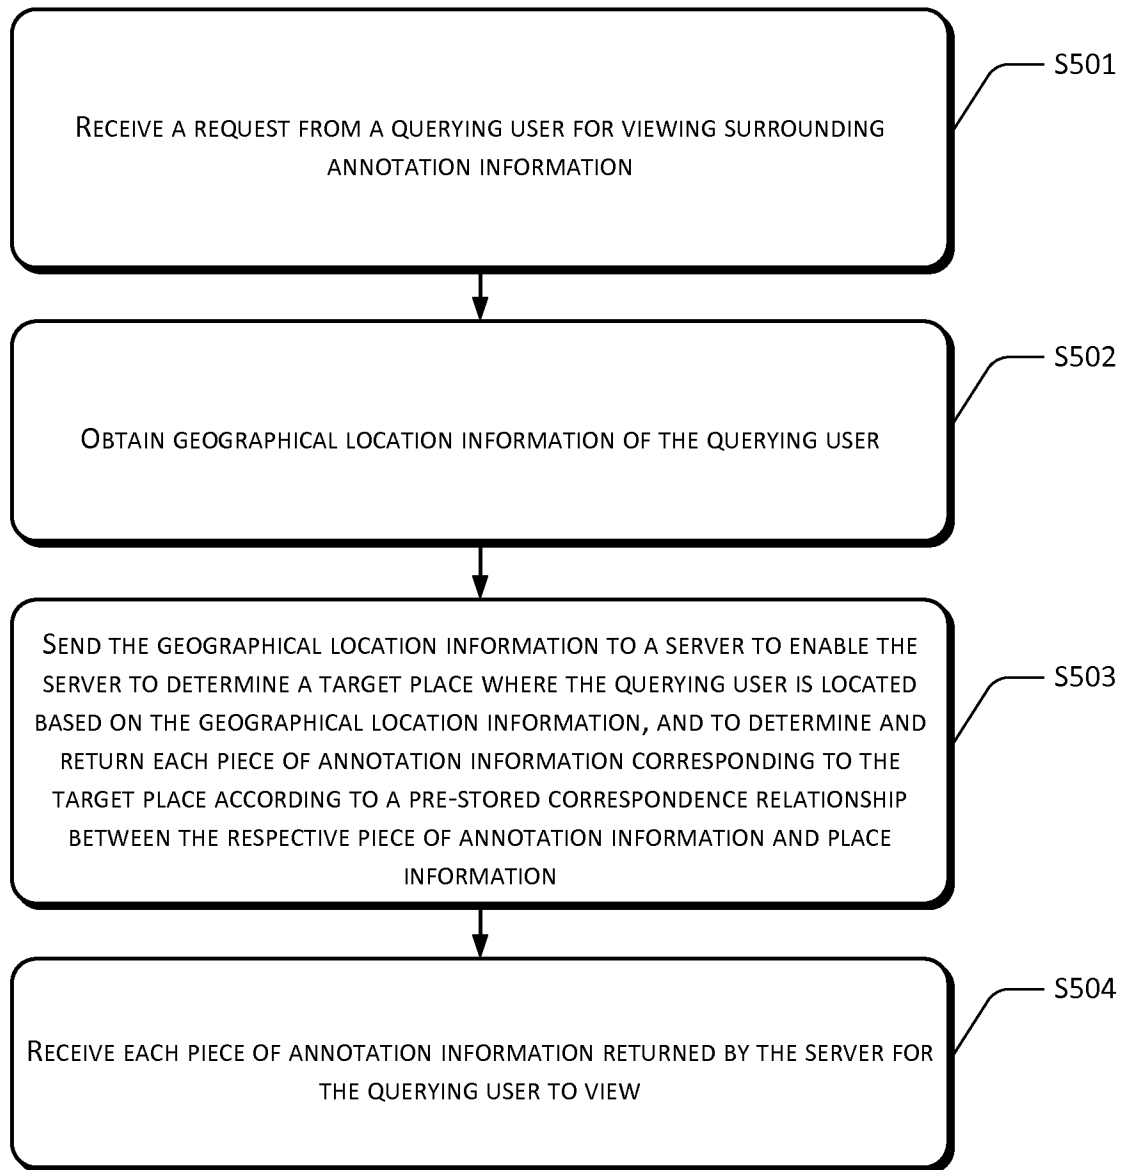 RECEIVE A REQUEST FROM A QUERYING USER FOR VIEWING SURROUNDING
ANNOTATION INFORMATION
S501
OBTAIN GEOGRAPHICAL LOCATION INFORMATION OF THE QUERYING USER
S502
SEND THE GEOGRAPHICAL LOCATION INFORMATION TO A SERVER TO ENABLE THE
SERVER TO DETERMINE A TARGET PLACE WHERE THE QUERYING USER IS LOCATED
BASED ON THE GEOGRAPHICAL LOCATION INFORMATION, AND TO DETERMINE AND
RETURN EACH PIECE OF ANNOTATION INFORMATION CORRESPONDING TO THE
TARGET PLACE ACCORDING TO A PRE-STORED CORRESPONDENCE RELATIONSHIP
BETWEEN THE RESPECTIVE PIECE OF ANNOTATION INFORMATION AND PLACE
INFORMATION
S503
RECEIVE EACH PIECE OF ANNOTATION INFORMATION RETURNED BY THE SERVER FOR
THE QUERYING USER TO VIEW
S504